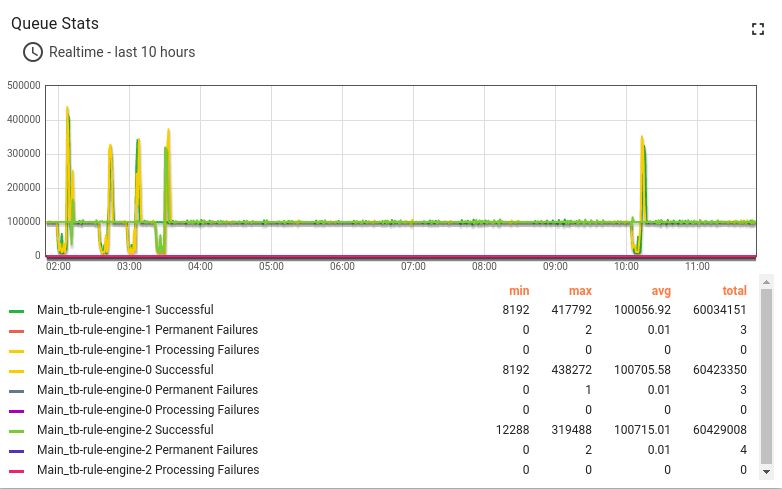 Queue Stats
Realtime - last 10 hours
500000
400000
300000
200000
100000
0
02:00 03:00 04:00 05:00 06:00 07:00 08:00 09:00 10:00 11:00
min max avg total
Main_tb-rule-engine-1 Successful 8192 417792 100056.92 60034151
Main_tb-rule-engine-1 Permanent Failures 0 2 0.01 3
Main_tb-rule-engine-1 Processing Failures 0 0 0 0
Main_tb-rule-engine-0 Successful 8192 438272 100705.58 60423350
Main_tb-rule-engine-0 Permanent Failures 0 1 0.01 3
Main_tb-rule-engine-0 Processing Failures 0 0 0 0
Main_tb-rule-engine-2 Successful 12288 319488 100715.01 60429008
Main_tb-rule-engine-2 Permanent Failures 0 2 0.01 4
Main_tb-rule-engine-2 Processing Failures 0 0 0 0